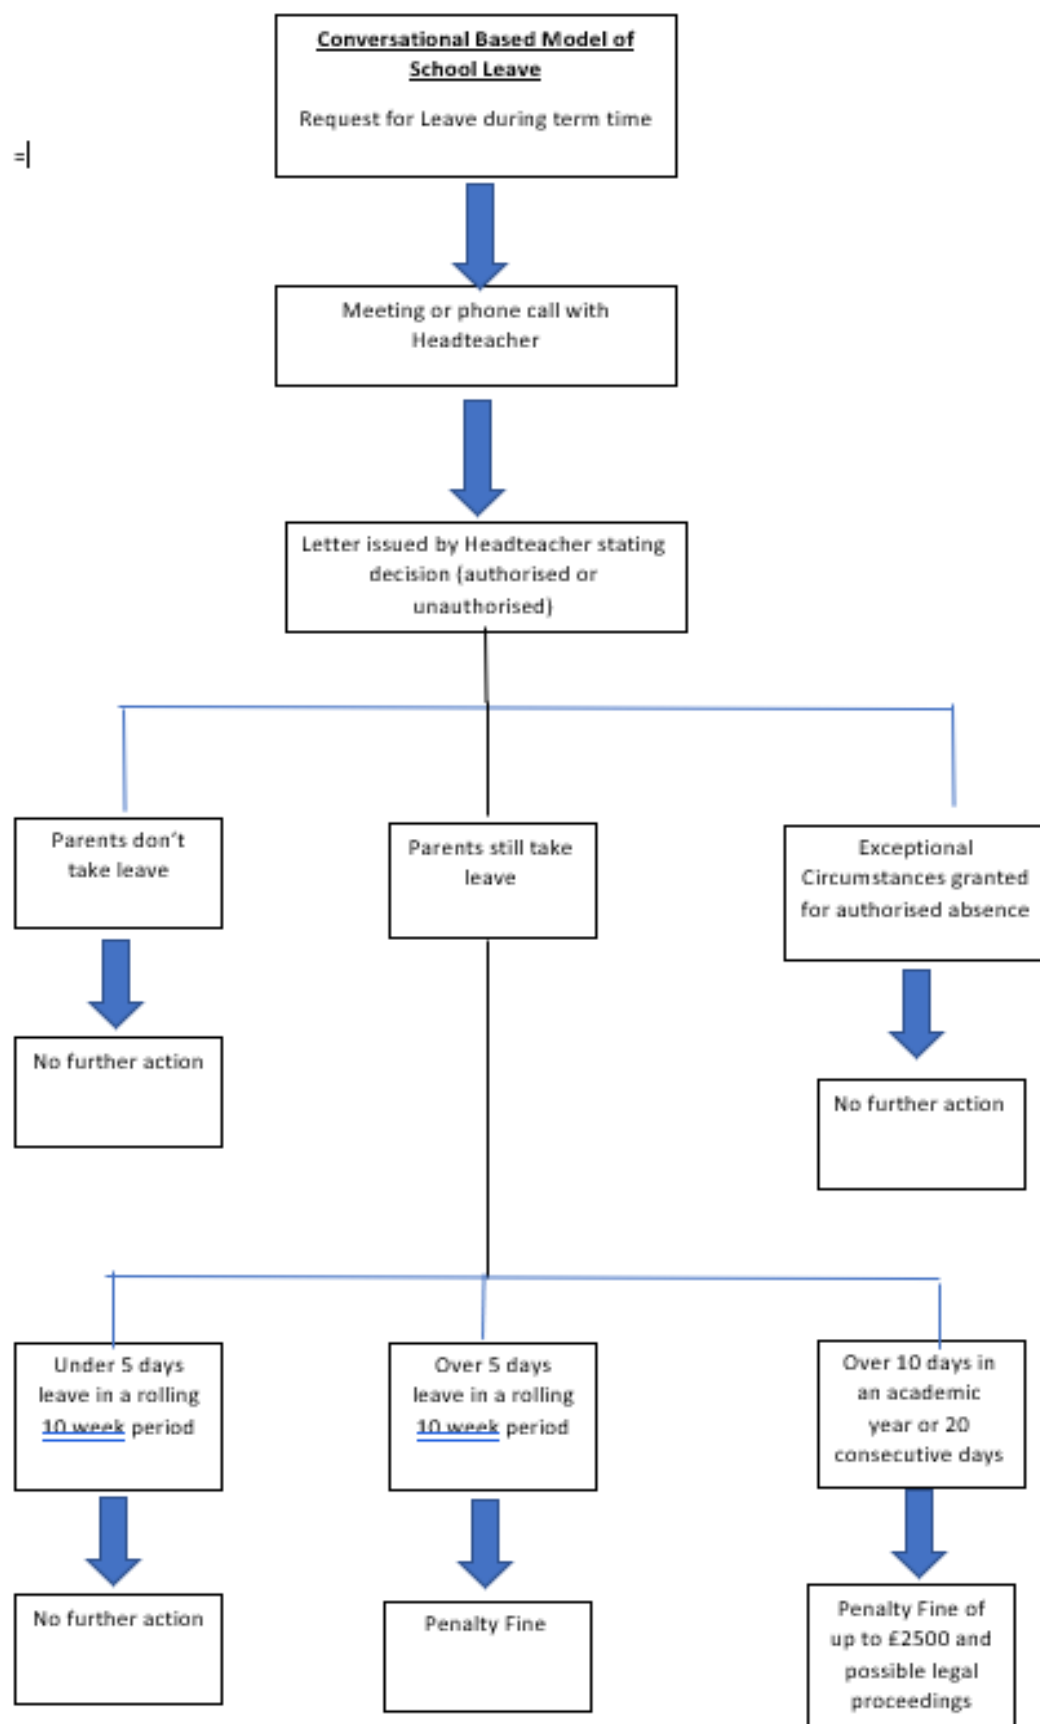 Conversational Based Model of
School Leave
Request for Leave during term time
=
Meeting or phone call with
Headteacher
Letter issued by Headteacher stating
decision (authorised or
unauthorised)
Parents don't
take leave
Parents still take
leave
Exceptional
Circumstances granted
for authorised absence
No further action
No further action
Under 5 days
leave in a rolling
10 week period
Over 5 days
leave in a rolling
10 week period
Over 10 days in
an academic
year or 20
consecutive days
No further action
Penalty Fine
Penalty Fine of
up to £2500 and
possible legal
proceedings